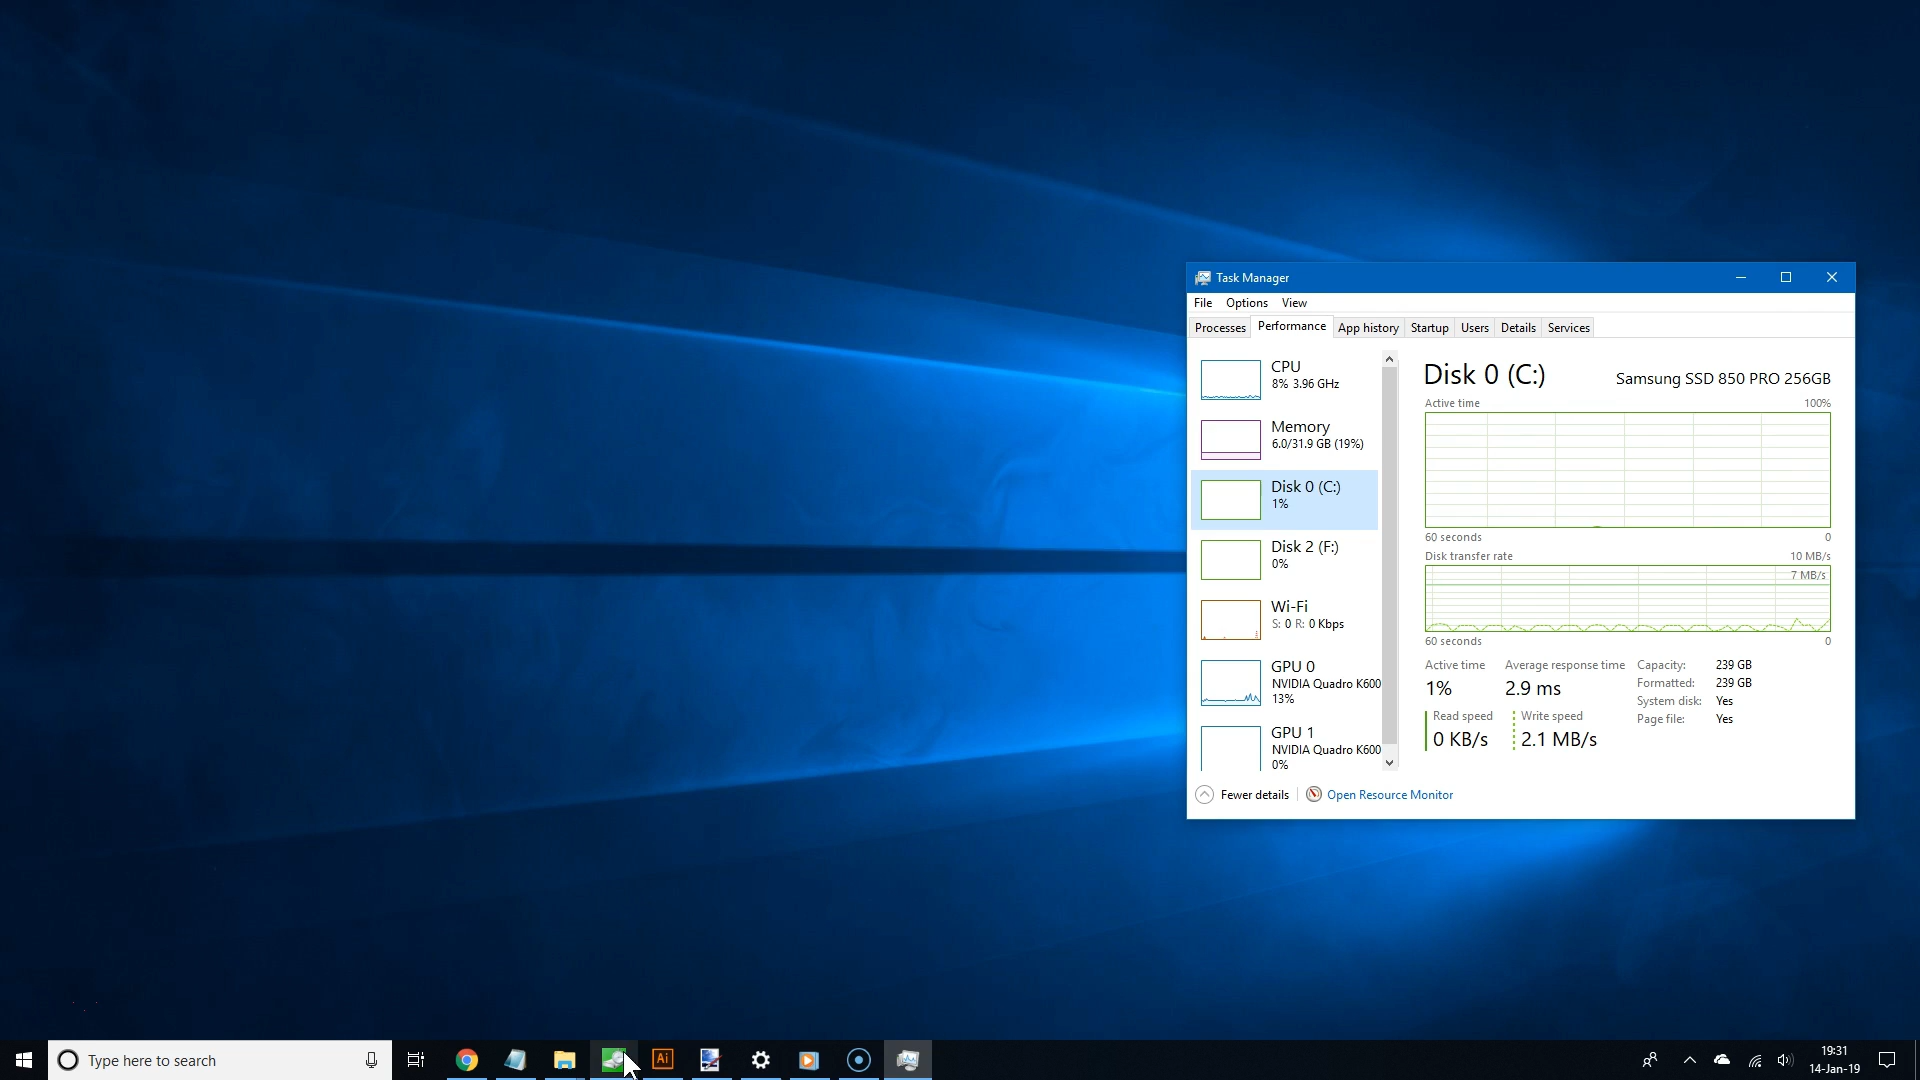 Task Manager
File Options View
Processes Performance App history Startup Users Details Services
CPU
8% 3.96 GHz
Memory
6.0/31.9 GB (19%)
Disk 0 (C:)
1%
Disk 2 (F:)
0%
Wi-Fi
S: 0 R: 0 Kbps
GPU 0
NVIDIA Quadro K600
13%
GPU 1
NVIDIA Quadro K600
0%
Disk 0 (C:) Samsung SSD 850 PRO 256GB
Active time 100%
60 seconds 0
Disk transfer rate 10 MB/s
7 MB/s
60 seconds 0
Active time Average response time
1% 2.9 ms
Read speed Write speed
0 KB/s 2.1 MB/s
Capacity: 239 GB
Formatted: 239 GB
System disk: Yes
Page file: Yes
Fewer details Open Resource Monitor
Type here to search
Ai
19:31
14-Jan-19